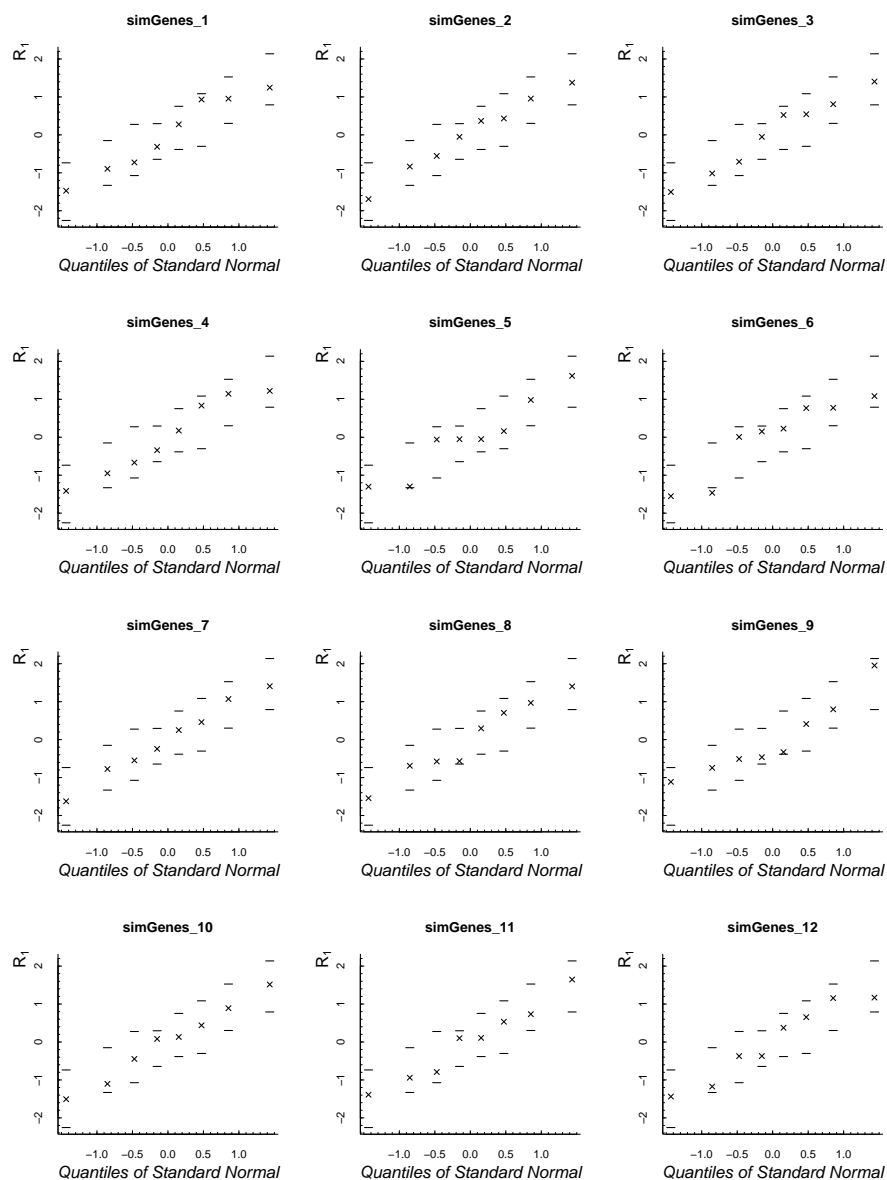 simGenes_1 simGenes_2 simGenes_3
R1 R1 R1
2 2 2
1 1 1
0 0 0
−1 −1 −1
−2 −2 −2
−1.0 −0.5 0.0 0.5 1.0 −1.0 −0.5 0.0 0.5 1.0 −1.0 −0.5 0.0 0.5 1.0
Quantiles of Standard Normal Quantiles of Standard Normal Quantiles of Standard Normal
simGenes_4 simGenes_5 simGenes_6
R1 R1 R1
2 2 2
1 1 1
0 0 0
−1 −1 −1
−2 −2 −2
−1.0 −0.5 0.0 0.5 1.0 −1.0 −0.5 0.0 0.5 1.0 −1.0 −0.5 0.0 0.5 1.0
Quantiles of Standard Normal Quantiles of Standard Normal Quantiles of Standard Normal
simGenes_7 simGenes_8 simGenes_9
R1 R1 R1
2 2 2
1 1 1
0 0 0
−1 −1 −1
−2 −2 −2
−1.0 −0.5 0.0 0.5 1.0 −1.0 −0.5 0.0 0.5 1.0 −1.0 −0.5 0.0 0.5 1.0
Quantiles of Standard Normal Quantiles of Standard Normal Quantiles of Standard Normal
simGenes_10 simGenes_11 simGenes_12
R1 R1 R1
2 2 2
1 1 1
0 0 0
−1 −1 −1
−2 −2 −2
−1.0 −0.5 0.0 0.5 1.0 −1.0 −0.5 0.0 0.5 1.0 −1.0 −0.5 0.0 0.5 1.0
Quantiles of Standard Normal Quantiles of Standard Normal Quantiles of Standard Normal